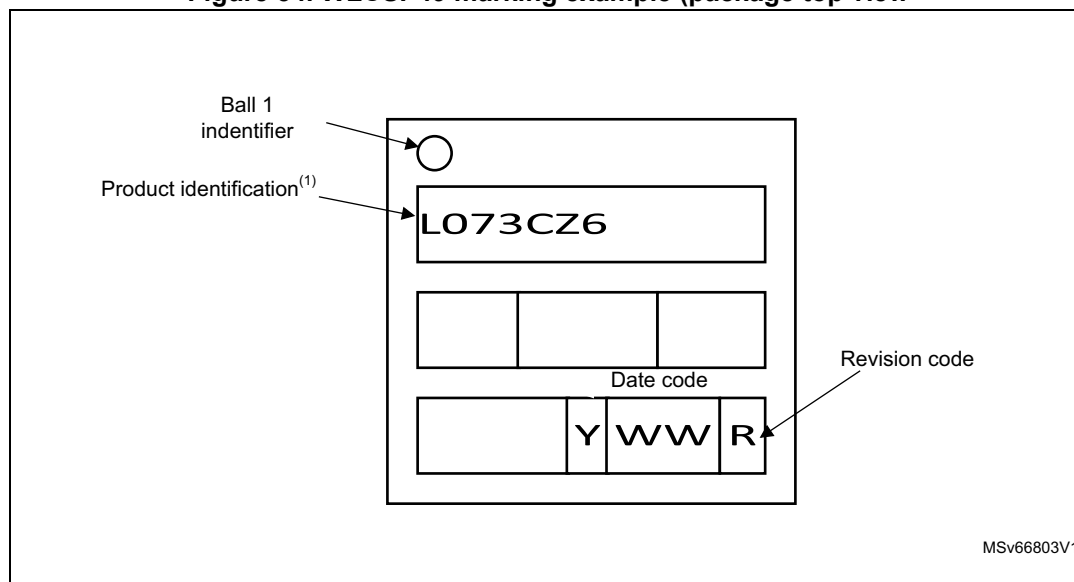 Ball 1
indentifier
Product identification(1)
L073CZ6
Revision code
Date code
Y WW R
MSv66803V1